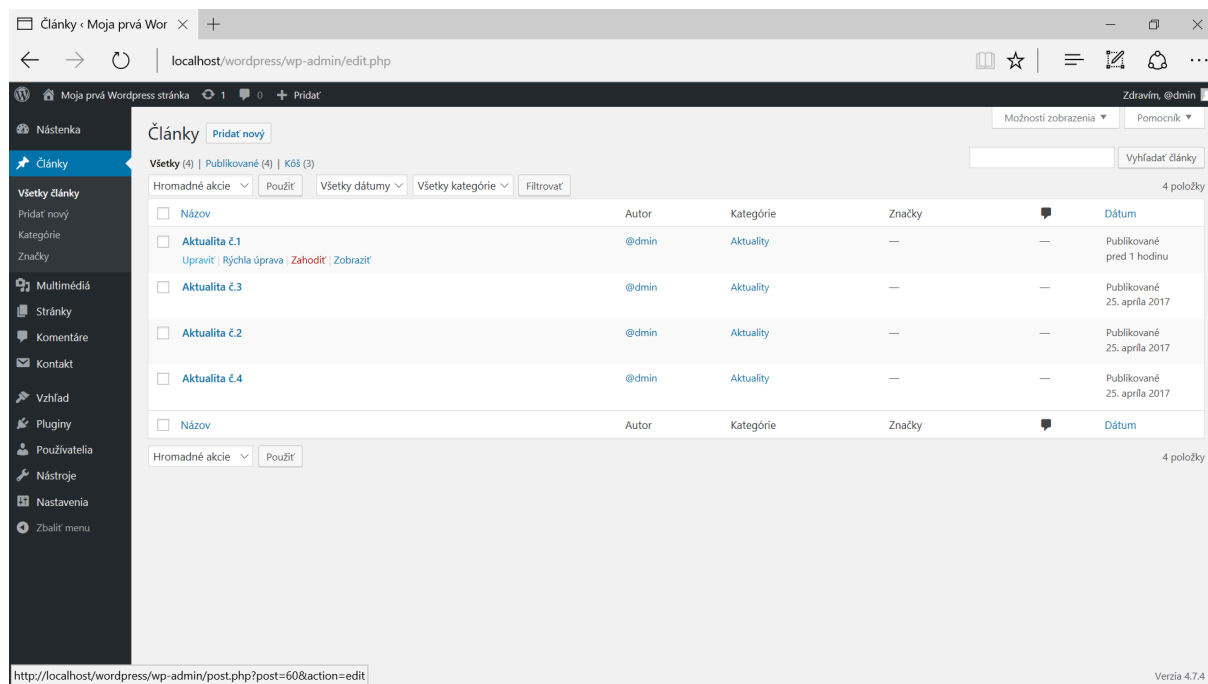 Články ‹ Moja prvá Wor
localhost/wordpress/wp-admin/edit.php
Moja prvá Wordpress stránka 1 0 + Pridať Zdravím, @dmin
Nástenka
Články
Všetky články
Pridať nový
Kategórie
Značky
Multimédiá
Stránky
Komentáre
Kontakt
Vzhľad
Pluginy
Používatelia
Nástroje
Nastavenia
Zbaliť menu
Možnosti zobrazenia Pomocník
Články Pridať nový
Všetky (4) | Publikované (4) | Kôš (3)
Vyhľadať články
Hromadné akcie Použiť Všetky dátumy Všetky kategórie Filtrovať 4 položky
Názov Autor Kategórie Značky Dátum
Aktualita č.1 @dmin Aktuality — — Publikované
Upraviť | Rýchla úprava | Zahodiť | Zobraziť pred 1 hodinu
Aktualita č.3 @dmin Aktuality — — Publikované
25. apríla 2017
Aktualita č.2 @dmin Aktuality — — Publikované
25. apríla 2017
Aktualita č.4 @dmin Aktuality — — Publikované
25. apríla 2017
Názov Autor Kategórie Značky Dátum
Hromadné akcie Použiť 4 položky
http://localhost/wordpress/wp-admin/post.php?post=60&action=edit
Verzia 4.7.4